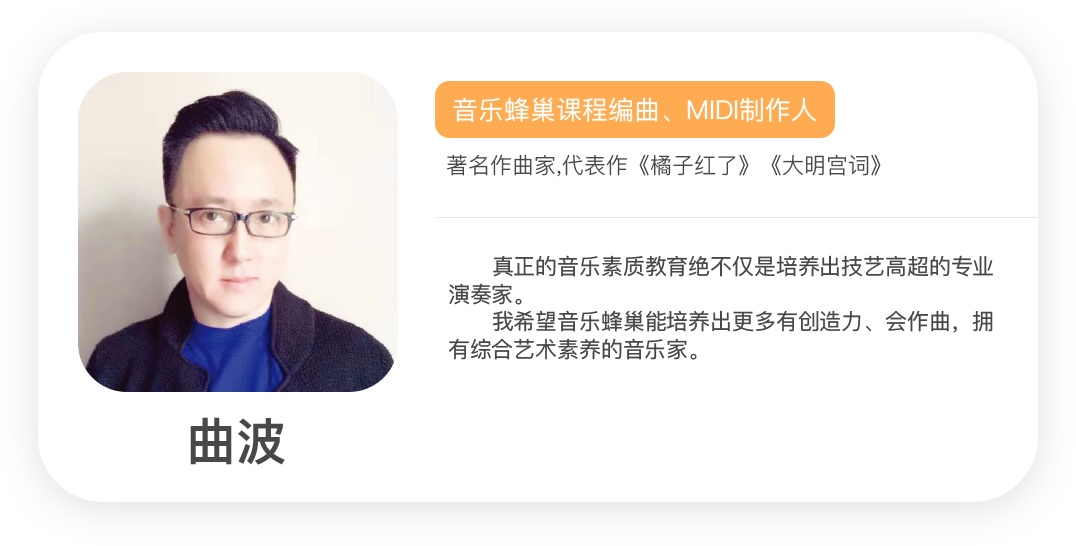 音乐蜂巢课程编曲、MIDI制作人
著名作曲家,代表作《橘子红了》《大明宫词》
真正的音乐素质教育绝不仅是培养出技艺高超的专业
演奏家。
我希望音乐蜂巢能培养出更多有创造力、会作曲，拥
有综合艺术素养的音乐家。
曲波